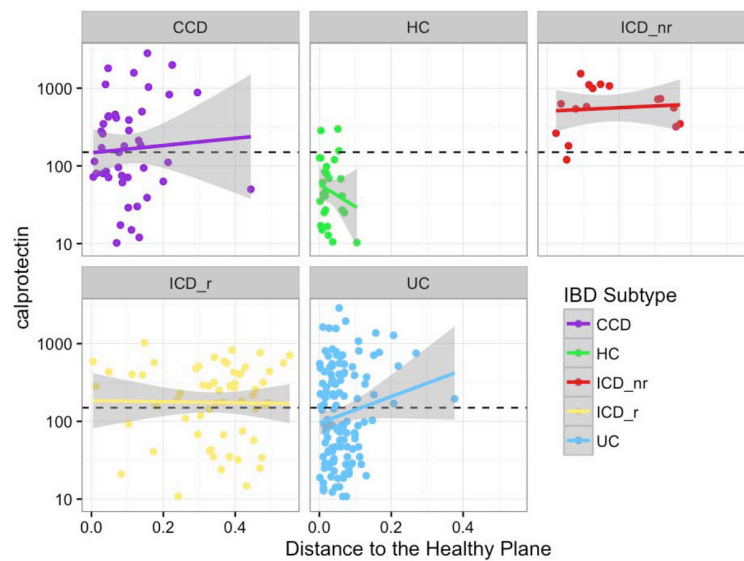 CCD HC ICD_nr
1000
100
10
calprotectin
ICD_r UC
1000
100
10
0.0 0.2 0.4 0.0 0.2 0.4
Distance to the Healthy Plane
IBD Subtype
CCD
HC
ICD_nr
ICD_r
UC